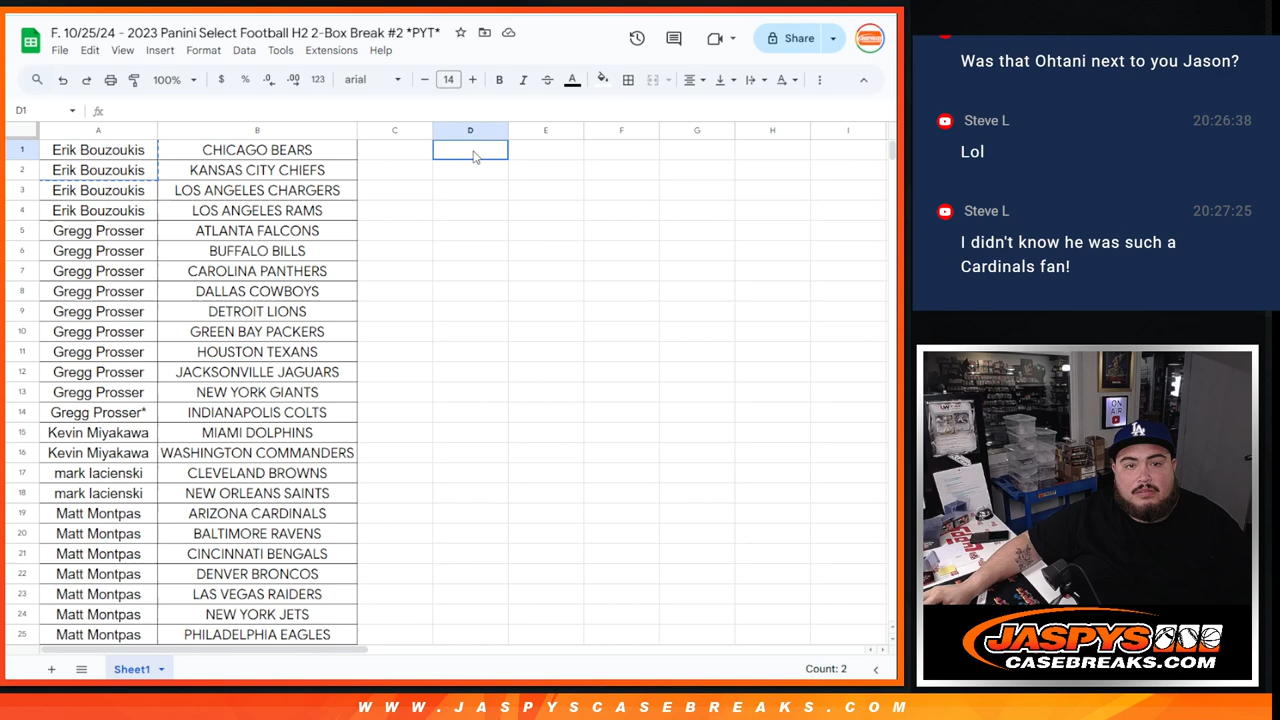 F. 10/25/24 - 2023 Panini Select Football H2 2-Box Break #2 *PYT*
File Edit View Insert Format Data Tools Extensions Help
Share
100% $ % .0 .00 123 arial 14 B I A
D1 fx
A B C D E F G H I
1 Erik Bouzoukis CHICAGO BEARS
2 Erik Bouzoukis KANSAS CITY CHIEFS
3 Erik Bouzoukis LOS ANGELES CHARGERS
4 Erik Bouzoukis LOS ANGELES RAMS
5 Gregg Prosser ATLANTA FALCONS
6 Gregg Prosser BUFFALO BILLS
7 Gregg Prosser CAROLINA PANTHERS
8 Gregg Prosser DALLAS COWBOYS
9 Gregg Prosser DETROIT LIONS
10 Gregg Prosser GREEN BAY PACKERS
11 Gregg Prosser HOUSTON TEXANS
12 Gregg Prosser JACKSONVILLE JAGUARS
13 Gregg Prosser NEW YORK GIANTS
14 Gregg Prosser* INDIANAPOLIS COLTS
15 Kevin Miyakawa MIAMI DOLPHINS
16 Kevin Miyakawa WASHINGTON COMMANDERS
17 mark Iacienski CLEVELAND BROWNS
18 mark Iacienski NEW ORLEANS SAINTS
19 Matt Montpas ARIZONA CARDINALS
20 Matt Montpas BALTIMORE RAVENS
21 Matt Montpas CINCINNATI BENGALS
22 Matt Montpas DENVER BRONCOS
23 Matt Montpas LAS VEGAS RAIDERS
24 Matt Montpas NEW YORK JETS
25 Matt Montpas PHILADELPHIA EAGLES
Sheet1
Count: 2
Was that Ohtani next to you Jason?
Steve L 20:26:38
Lol
Steve L 20:27:25
I didn't know he was such a
Cardinals fan!
ON
AIR
LA
JASPYS
CASEBREAKS.COM
WWW.JASPYSCASEBREAKS.COM